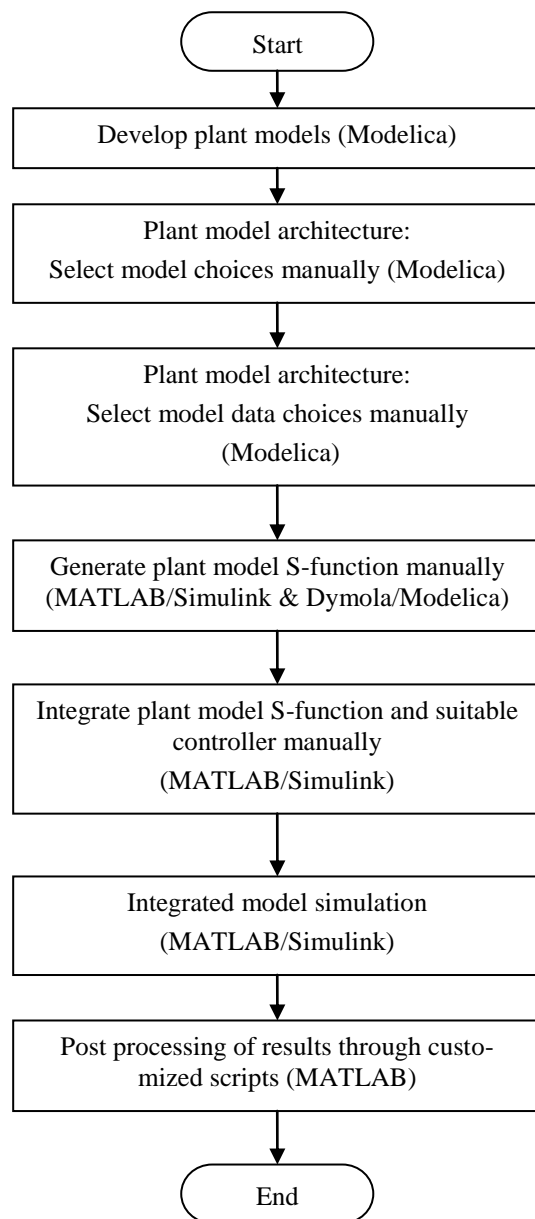 Start
Develop plant models (Modelica)
Plant model architecture:
Select model choices manually (Modelica)
Plant model architecture:
Select model data choices manually
(Modelica)
Generate plant model S-function manually
(MATLAB/Simulink & Dymola/Modelica)
Integrate plant model S-function and suitable
controller manually
(MATLAB/Simulink)
Integrated model simulation
(MATLAB/Simulink)
Post processing of results through custo-
mized scripts (MATLAB)
End